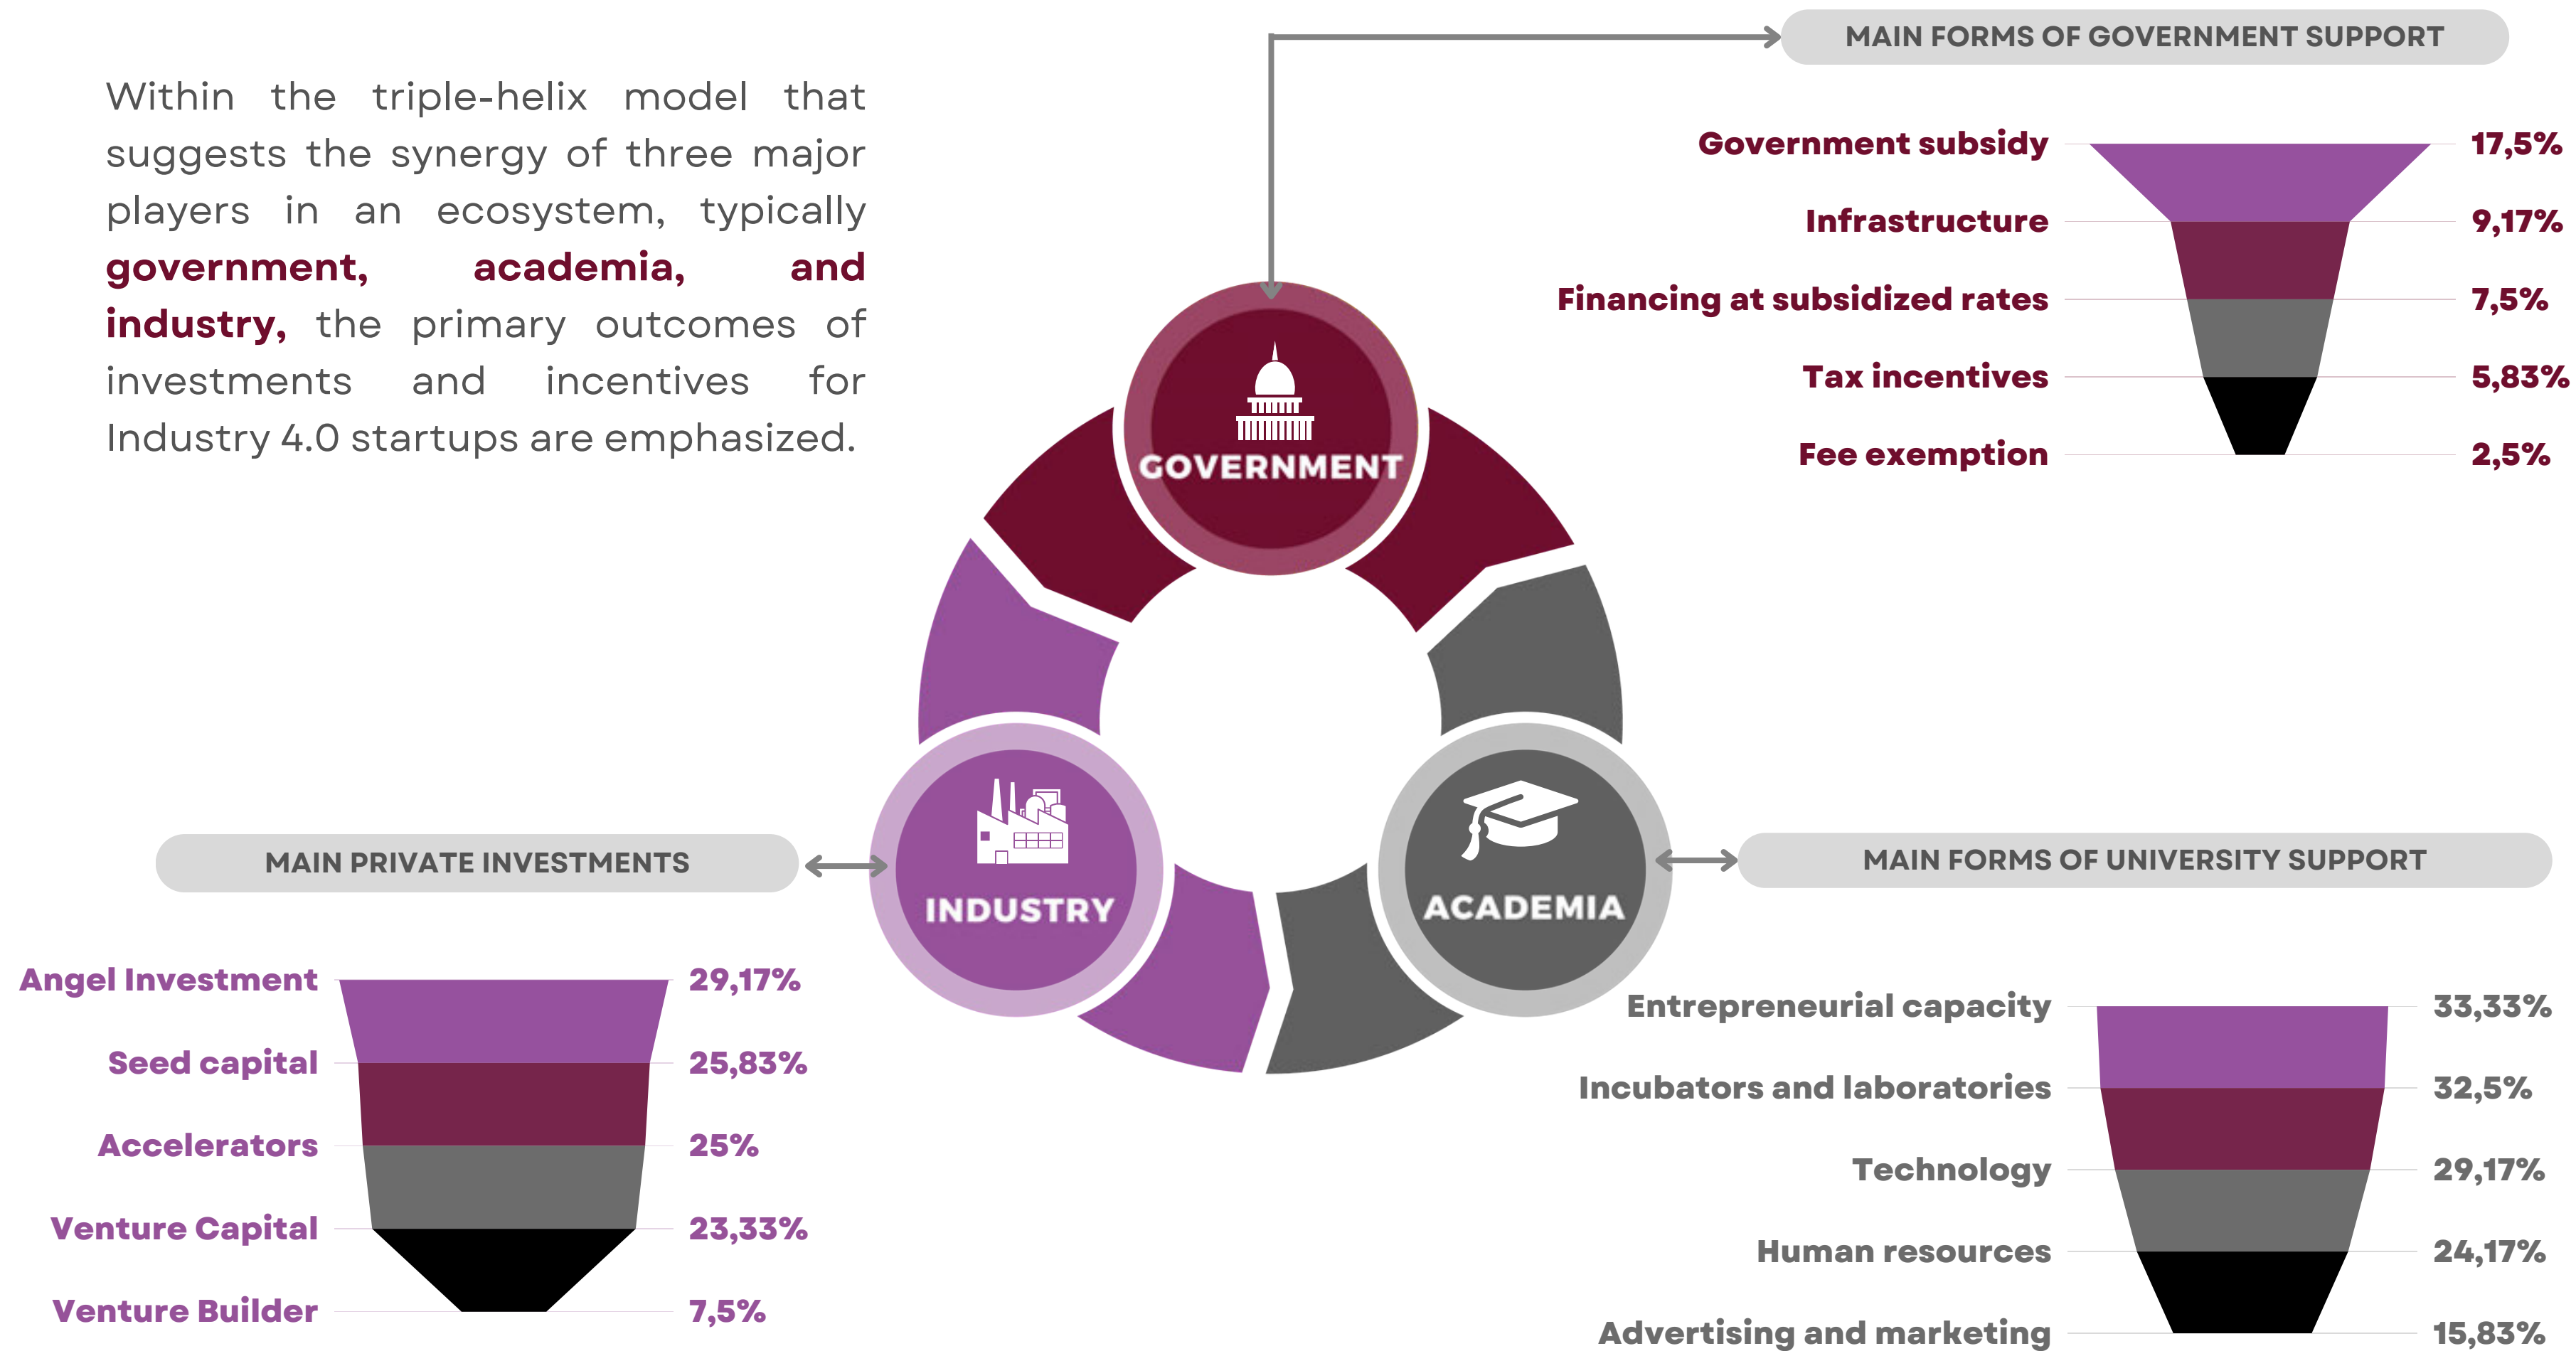 Within the triple-helix model that
suggests the synergy of three major
players in an ecosystem, typically
government, academia, and
industry, the primary outcomes of
investments and incentives for
Industry 4.0 startups are emphasized.
MAIN FORMS OF GOVERNMENT SUPPORT
Government subsidy 17,5%
Infrastructure 9,17%
Financing at subsidized rates 7,5%
Tax incentives 5,83%
Fee exemption 2,5%
GOVERNMENT
INDUSTRY
ACADEMIA
MAIN PRIVATE INVESTMENTS
Angel Investment 29,17%
Seed capital 25,83%
Accelerators 25%
Venture Capital 23,33%
Venture Builder 7,5%
MAIN FORMS OF UNIVERSITY SUPPORT
Entrepreneurial capacity 33,33%
Incubators and laboratories 32,5%
Technology 29,17%
Human resources 24,17%
Advertising and marketing 15,83%